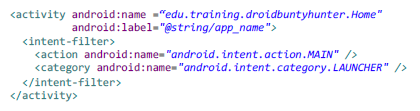 <activity android:name =“edu.training.droidbuntyhunter.Home"
android:label="@string/app_name">
<intent-filter>
<action android:name="android.intent.action.MAIN" />
<category android:name="android.intent.category.LAUNCHER" />
</intent-filter>
</activity>